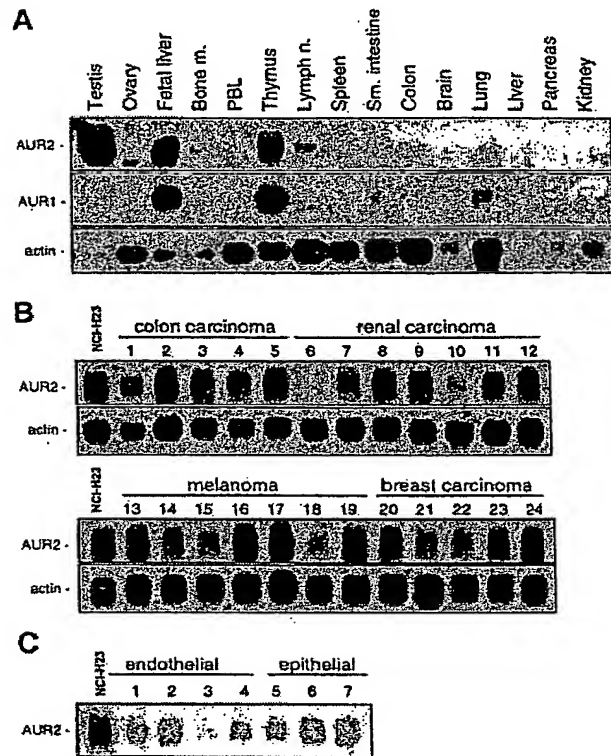 A
Testis Ovary Fetal liver Bone m. PBL Thymus Lymph n. Spleen Sm. intestine Colon Brain Lung Liver Pancreas Kidney
AUR2 -
AUR1 -
actin -
B
colon carcinoma renal carcinoma
NCI-H23 1 2 3 4 5 6 7 8 9 10 11 12
AUR2 -
actin -
melanoma breast carcinoma
NCI-H23 13 14 15 16 17 18 19 20 21 22 23 24
AUR2 -
actin -
C
endothelial epithelial
NCI-H23 1 2 3 4 5 6 7
AUR2 -